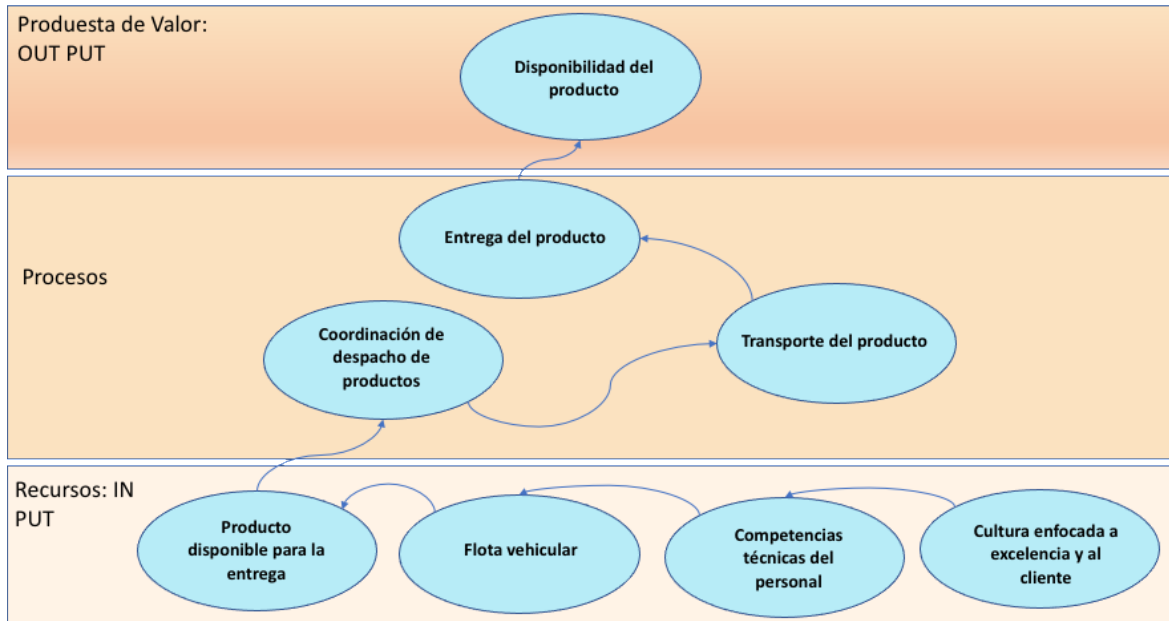 Produesta de Valor:
OUT PUT
Disponibilidad del
producto
Entrega del producto
Procesos
Coordinación de
despacho de
productos
Transporte del producto
Recursos: IN
PUT
Producto
disponible para la
entrega
Flota vehicular
Competencias
técnicas del
personal
Cultura enfocada a
excelencia y al
cliente